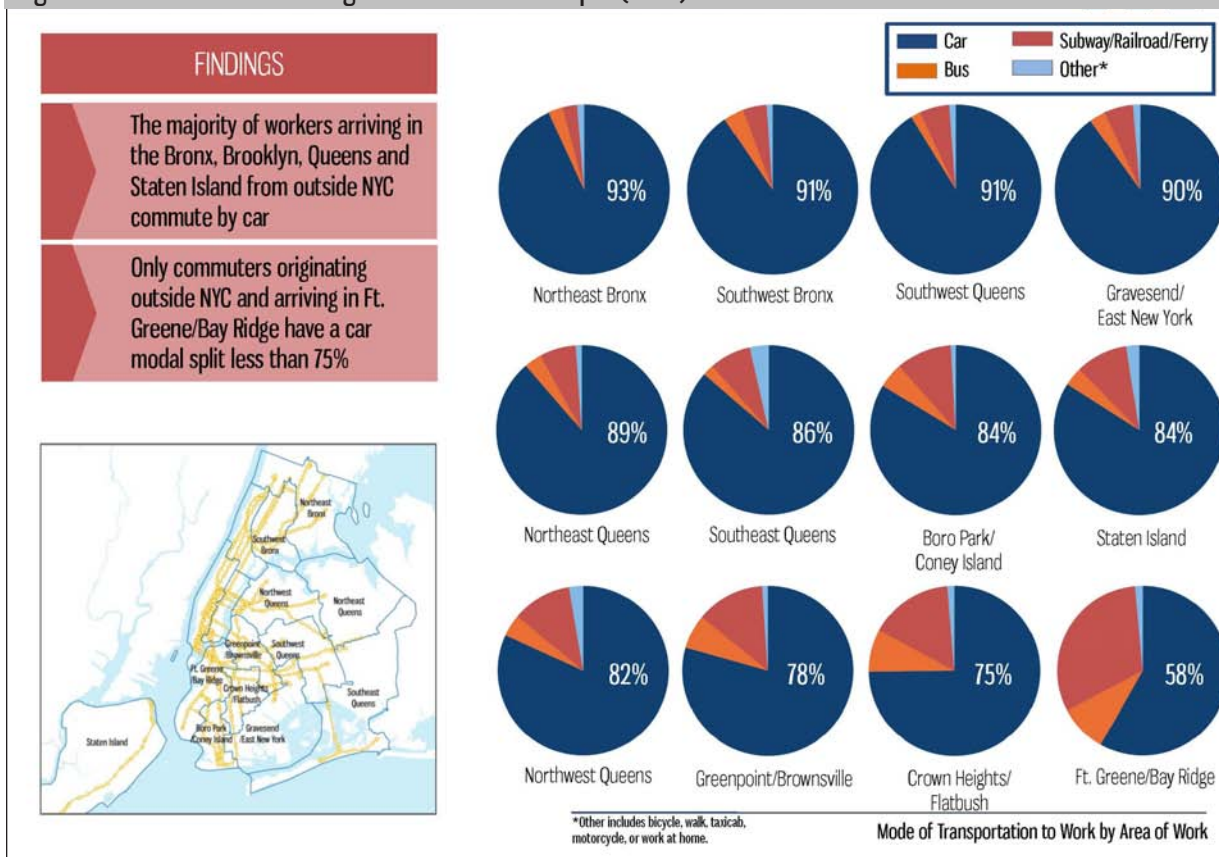 FINDINGS
The majority of workers arriving in
the Bronx, Brooklyn, Queens and
Staten Island from outside NYC
commute by car
Only commuters originating
outside NYC and arriving in Ft.
Greene/Bay Ridge have a car
modal split less than 75%
Car
Subway/Railroad/Ferry
Bus
Other*
93%
91%
91%
90%
Northeast Bronx
Southwest Bronx
Southwest Queens
Gravesend/
East New York
89%
86%
84%
84%
Northeast Queens
Southeast Queens
Boro Park/
Coney Island
Staten Island
82%
78%
75%
58%
Northwest Queens
Greenpoint/Brownsville
Crown Heights/
Flatbush
Ft. Greene/Bay Ridge
Northeast
Bronx
Southwest
Bronx
Northwest
Queens
Northeast
Queens
Greenpoint/
Brownsville
Southwest
Queens
Ft. Greene/
Bay Ridge
Crown Heights/
Flatbush
Southeast
Queens
Boro Park/
Coney Island
Gravesend/
East New York
Staten Island
*Other includes bicycle, walk, taxicab,
motorcycle, or work at home.
Mode of Transportation to Work by Area of Work